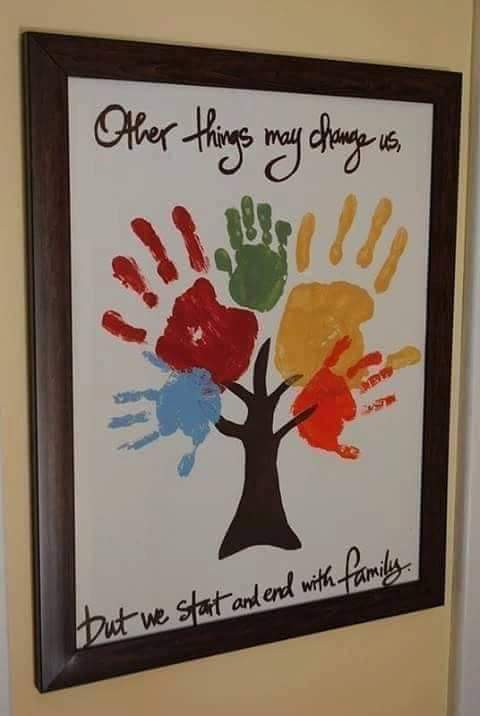 Other things may change us,
but we start and end with family.